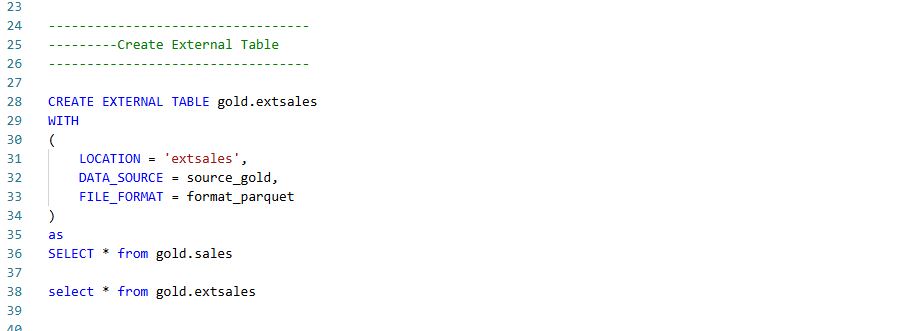 23
24 ----------------------------------
25 ---------Create External Table
26 ----------------------------------
27
28 CREATE EXTERNAL TABLE gold.extsales
29 WITH
30 (
31     LOCATION = 'extsales',
32     DATA_SOURCE = source_gold,
33     FILE_FORMAT = format_parquet
34 )
35 as
36 SELECT * from gold.sales
37
38 select * from gold.extsales
39
40